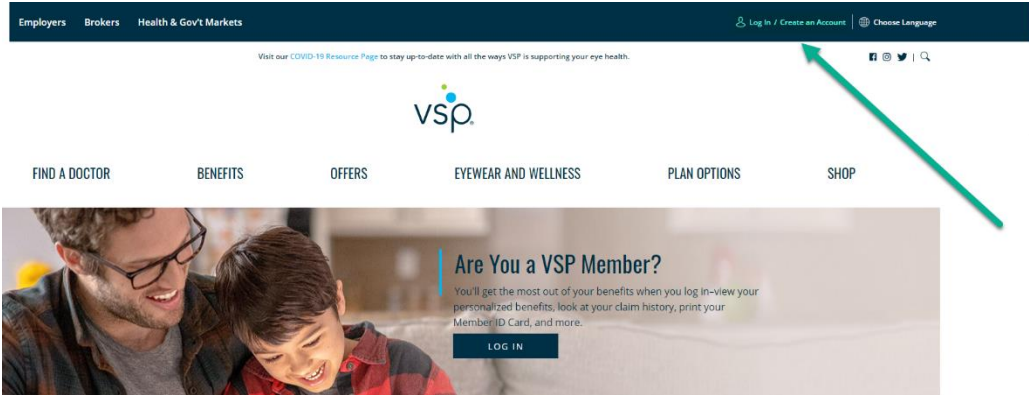 Employers Brokers Health & Gov't Markets Log In / Create an Account Choose Language
Visit our COVID-19 Resource Page to stay up-to-date with all the ways VSP is supporting your eye health.
vsp.
FIND A DOCTOR BENEFITS OFFERS EYEWEAR AND WELLNESS PLAN OPTIONS SHOP
Are You a VSP Member?
You'll get the most out of your benefits when you log in–view your
personalized benefits, look at your claim history, print your
Member ID Card, and more.
LOG IN